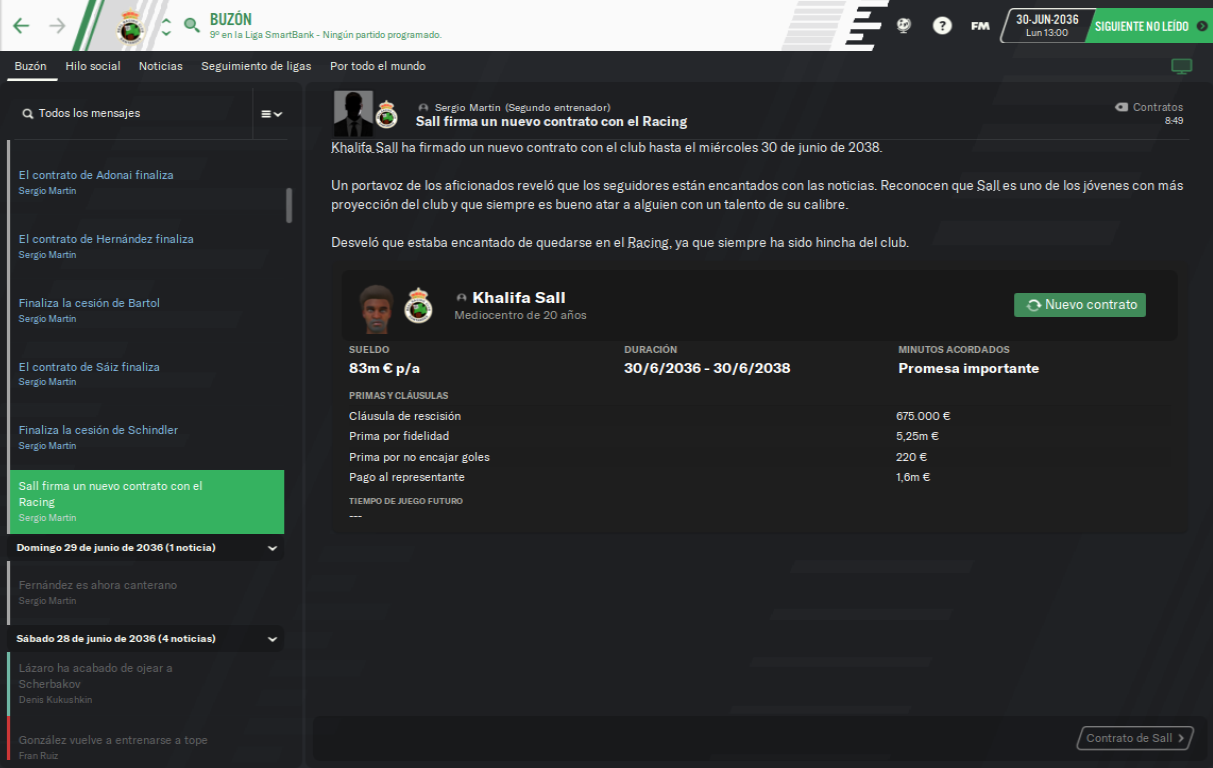 BUZÓN
9º en la Liga SmartBank - Ningún partido programado.
?
FM
30-JUN-2036
Lun 13:00
SIGUIENTE NO LEÍDO
Buzón
Hilo social
Noticias
Seguimiento de ligas
Por todo el mundo
Todos los mensajes
El contrato de Adonai finaliza
Sergio Martín
El contrato de Hernández finaliza
Sergio Martín
Finaliza la cesión de Bartol
Sergio Martín
El contrato de Sáiz finaliza
Sergio Martín
Finaliza la cesión de Schindler
Sergio Martín
Sall firma un nuevo contrato con el
Racing
Sergio Martín
Domingo 29 de junio de 2036 (1 noticia)
Fernández es ahora canterano
Sergio Martín
Sábado 28 de junio de 2036 (4 noticias)
Lázaro ha acabado de ojear a
Scherbakov
Denis Kukushkin
González vuelve a entrenarse a tope
Fran Ruiz
Sergio Martín (Segundo entrenador)
Sall firma un nuevo contrato con el Racing
Contratos
8:49
Khalifa Sall ha firmado un nuevo contrato con el club hasta el miércoles 30 de junio de 2038.
Un portavoz de los aficionados reveló que los seguidores están encantados con las noticias. Reconocen que Sall es uno de los jóvenes con más
proyección del club y que siempre es bueno atar a alguien con un talento de su calibre.
Desveló que estaba encantado de quedarse en el Racing, ya que siempre ha sido hincha del club.
Khalifa Sall
Mediocentro de 20 años
Nuevo contrato
SUELDO
DURACIÓN
MINUTOS ACORDADOS
83m € p/a
30/6/2036 - 30/6/2038
Promesa importante
PRIMAS Y CLÁUSULAS
Cláusula de rescisión
675.000 €
Prima por fidelidad
5,25m €
Prima por no encajar goles
220 €
Pago al representante
1,6m €
TIEMPO DE JUEGO FUTURO
---
Contrato de Sall